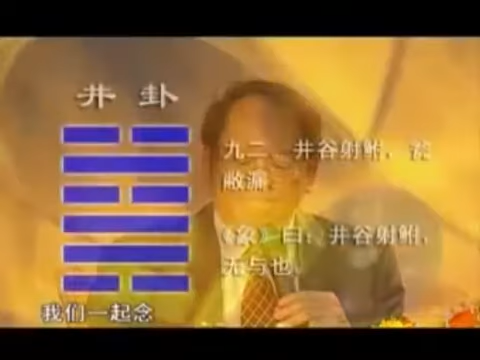 井卦
九二　井谷射鲋，瓮
敝漏。
《象》曰：井谷射鲋，
无与也。
我们一起念